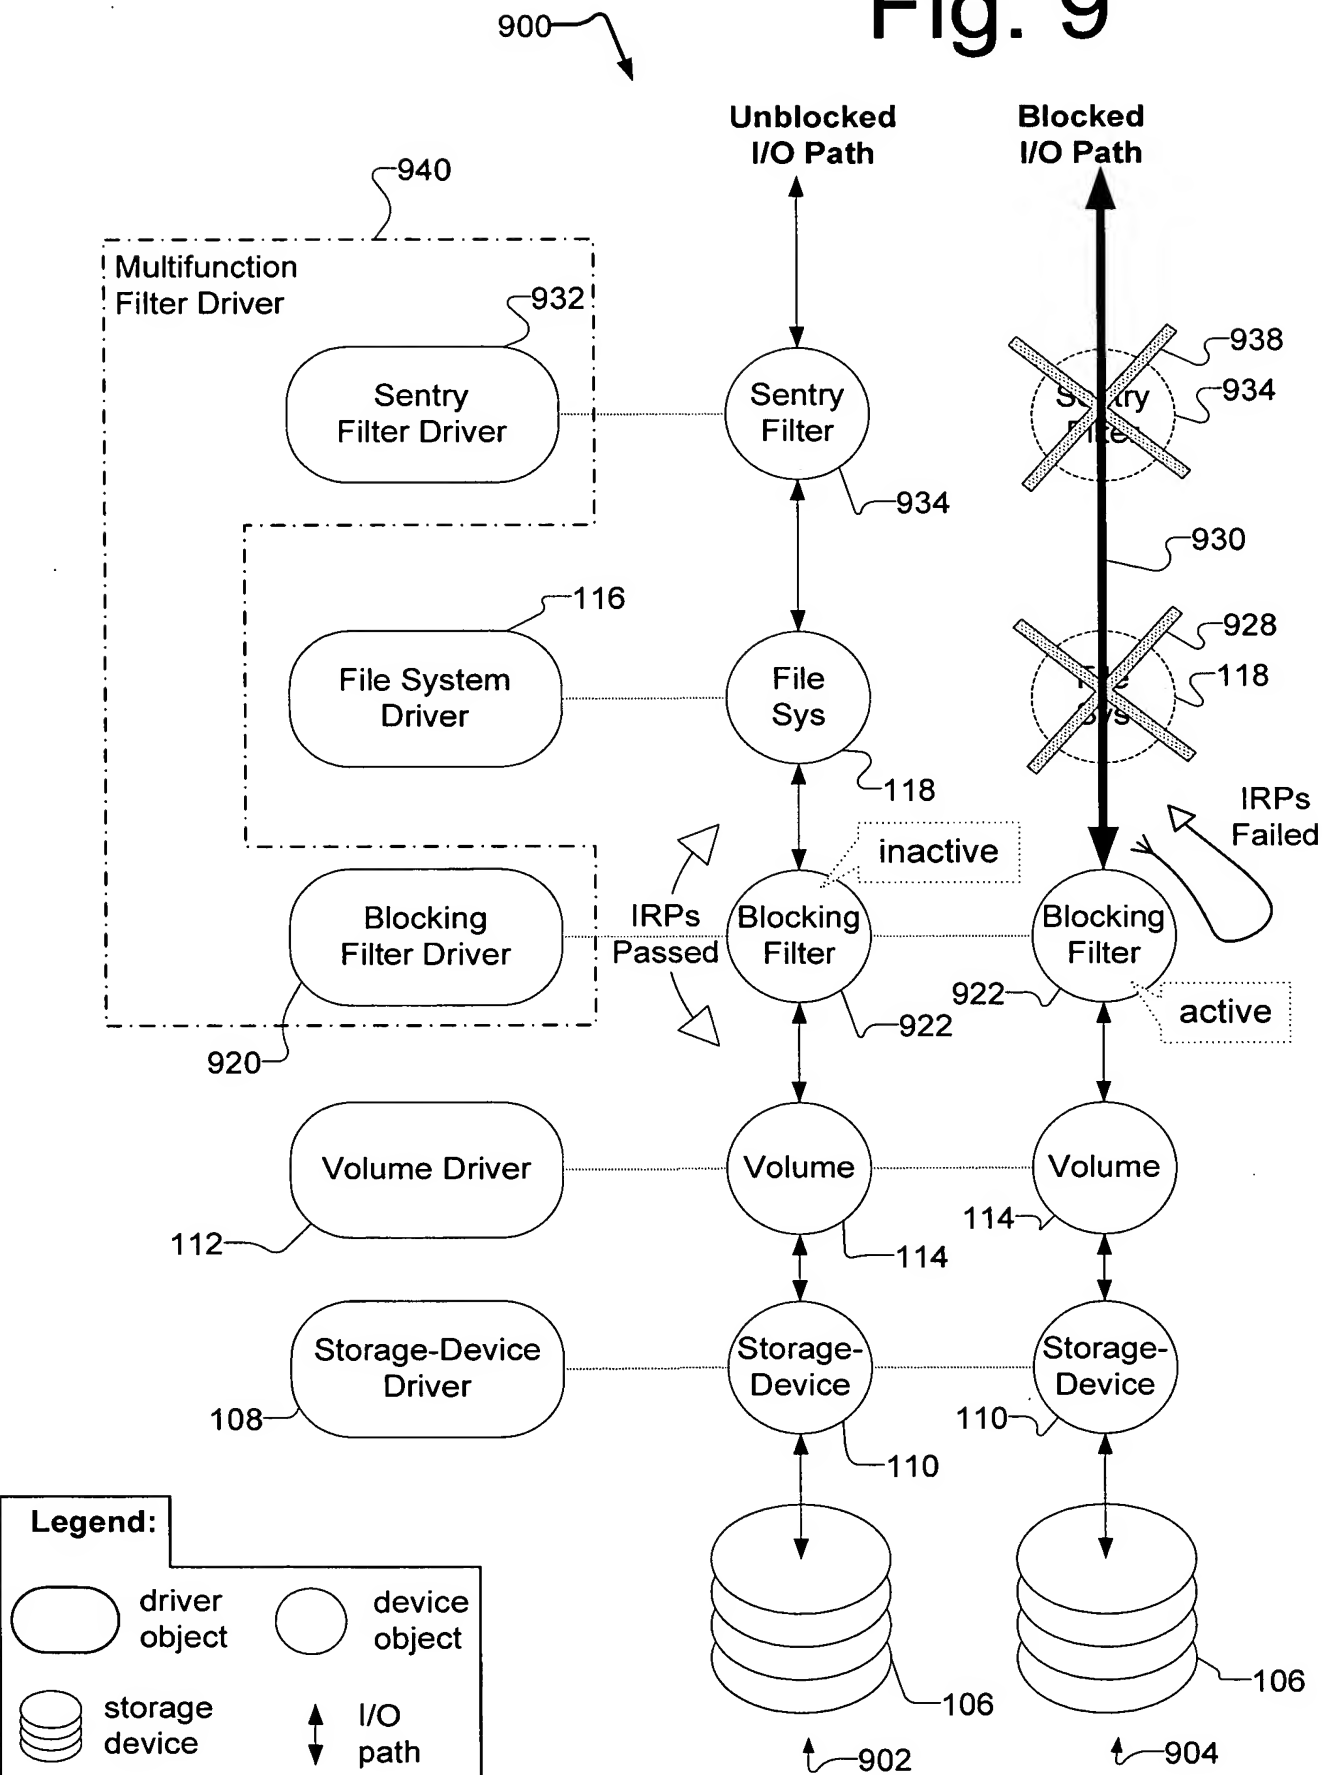 Fig. 9
900
Unblocked
I/O Path
Blocked
I/O Path
940
Multifunction
Filter Driver
932
Sentry
Filter Driver
Sentry
Filter
934
938
934
930
116
File System
Driver
File
Sys
118
928
118
IRPs
Failed
inactive
Blocking
Filter Driver
IRPs
Passed
Blocking
Filter
922
Blocking
Filter
922
active
920
Volume Driver
Volume
Volume
112
114
114
Storage-Device
Driver
Storage-
Device
Storage-
Device
108
110
110
Legend:
driver
object
device
object
storage
device
I/O
path
106
106
902
904